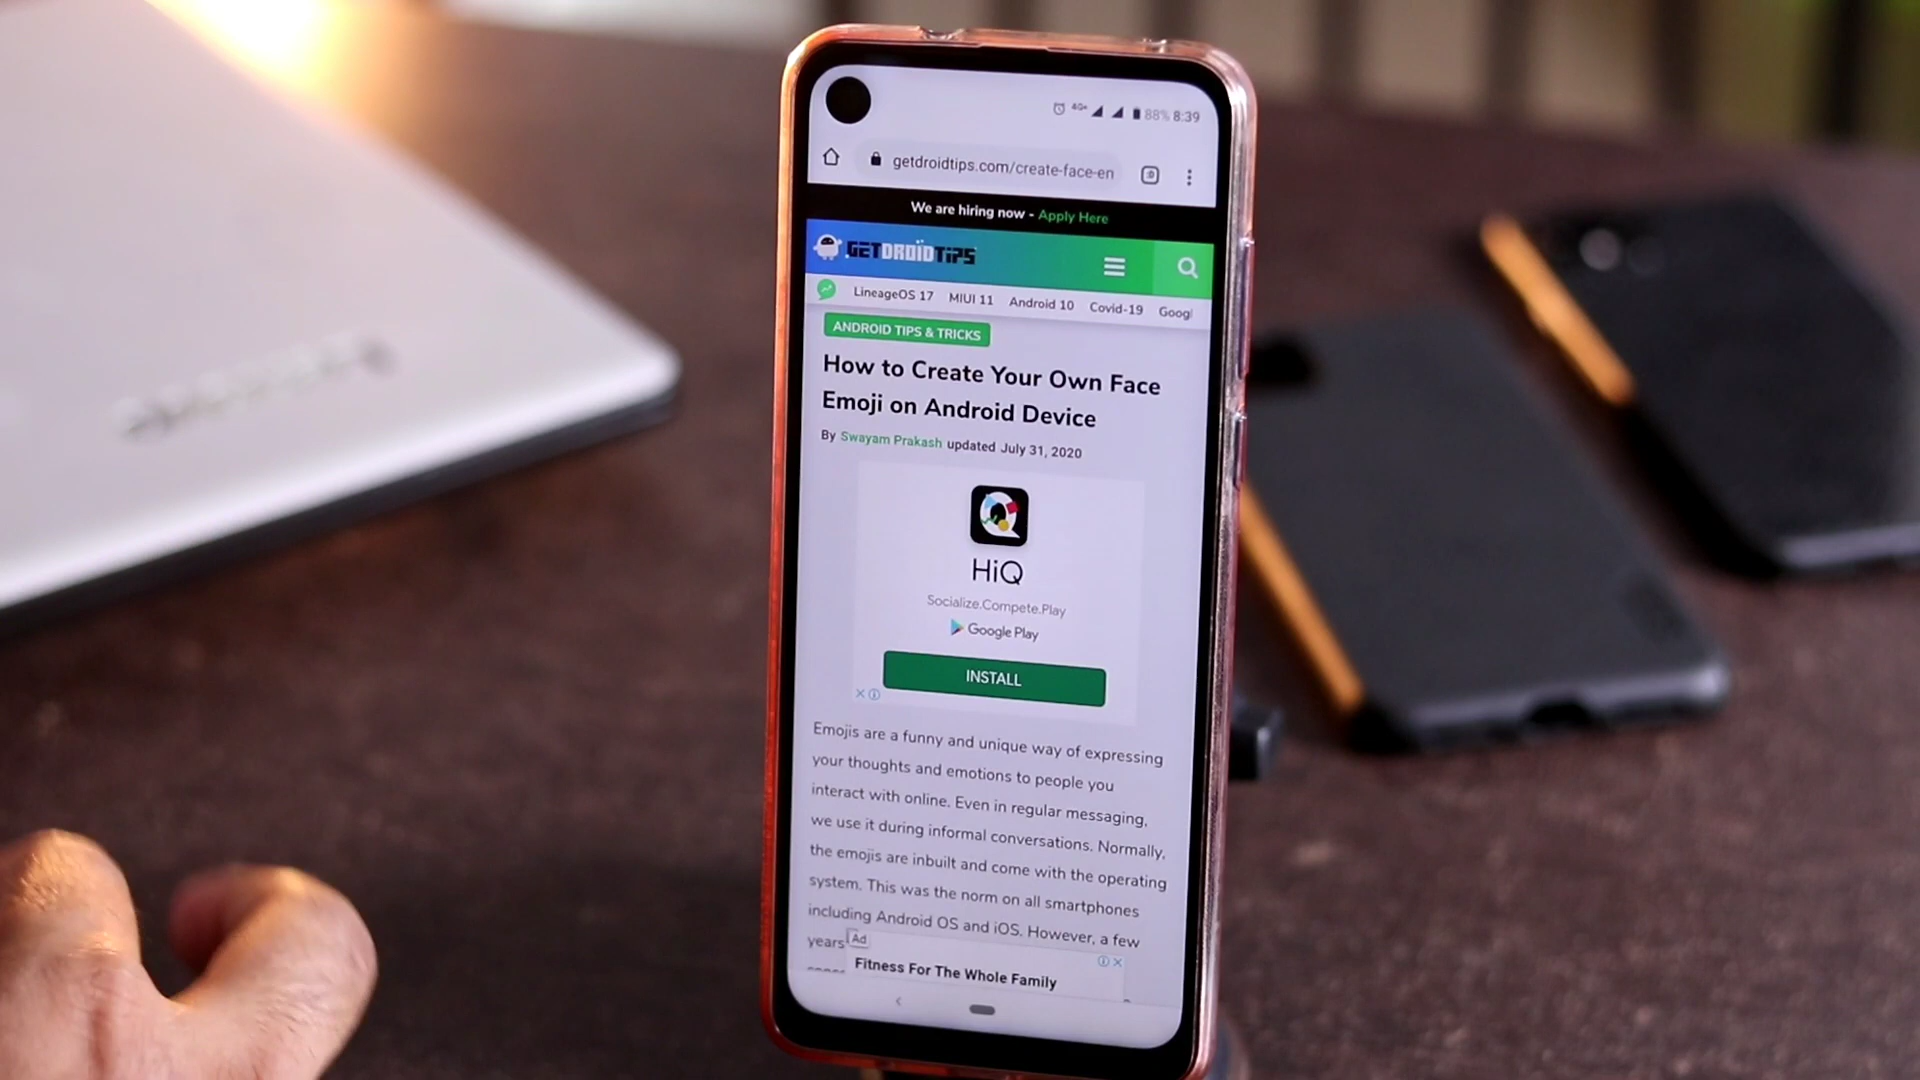 4G+ 88% 8:39
getdroidtips.com/create-face-en
We are hiring now - Apply Here
GETDROIDTIPS
LineageOS 17 MIUI 11 Android 10 Covid-19 Googl
ANDROID TIPS & TRICKS
How to Create Your Own Face
Emoji on Android Device
By Swayam Prakash updated July 31, 2020
HiQ
Socialize.Compete.Play
Google Play
INSTALL
Emojis are a funny and unique way of expressing
your thoughts and emotions to people you
interact with online. Even in regular messaging,
we use it during informal conversations. Normally,
the emojis are inbuilt and come with the operating
system. This was the norm on all smartphones
including Android OS and iOS. However, a few
years
Ad
Fitness For The Whole Family